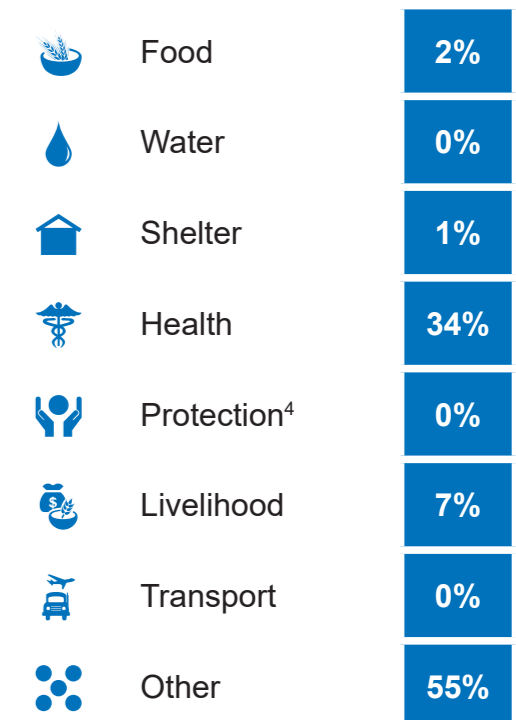 Food 2%
Water 0%
Shelter 1%
Health 34%
Protection⁴ 0%
$ Livelihood 7%
Transport 0%
Other 55%